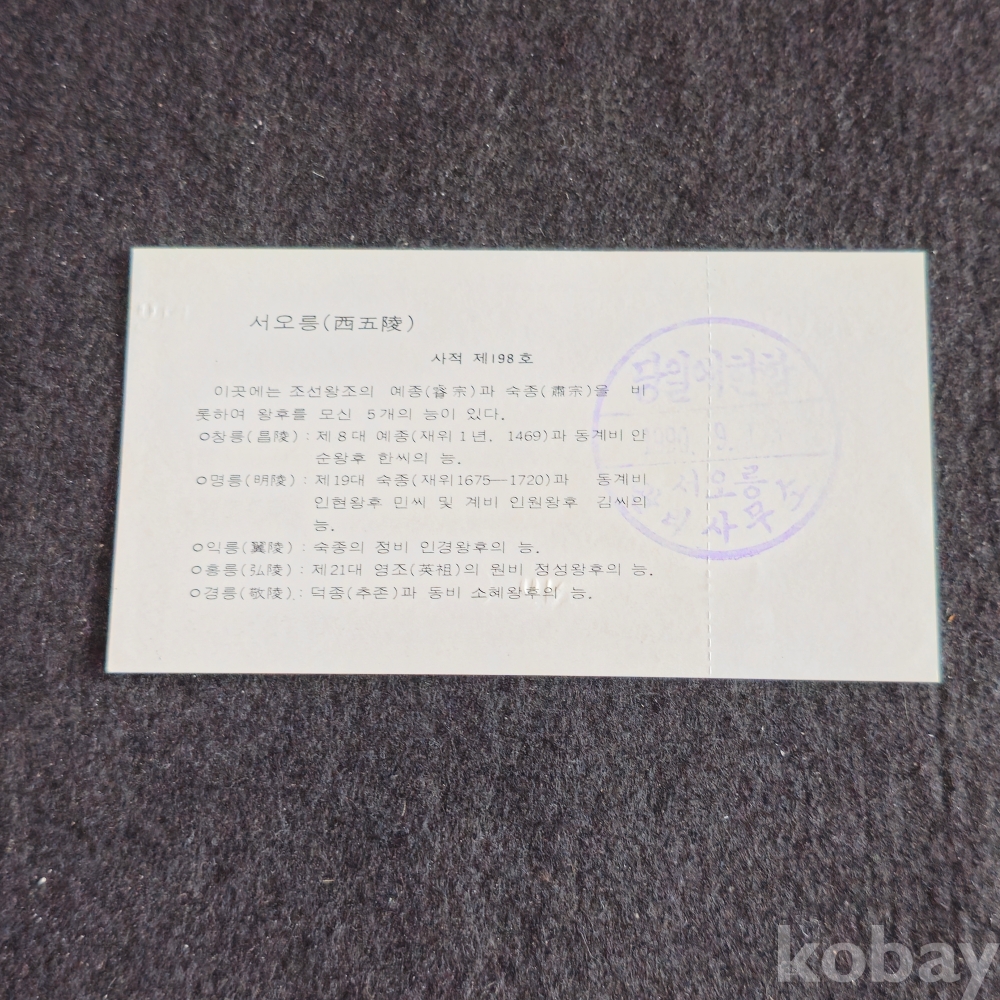 서오릉(西五陵)
사적 제198호
이곳에는 조선왕조의 예종(睿宗)과 숙종(肅宗)을 비
롯하여 왕후를 모신 5개의 능이 있다.
○창릉(昌陵) : 제8대 예종(재위1년, 1469)과 동계비 안
순왕후 한씨의 능.
○명릉(明陵) : 제19대 숙종(재위1675—1720)과 동계비
인현왕후 민씨 및 계비 인원왕후 김씨의
능.
○익릉(翼陵) : 숙종의 정비 인경왕후의 능.
○홍릉(弘陵) : 제21대 영조(英祖)의 원비 정성왕후의 능.
○경릉(敬陵) : 덕종(추존)과 동비 소혜왕후의 능.
당일에한함
서오릉
사무소
kobay